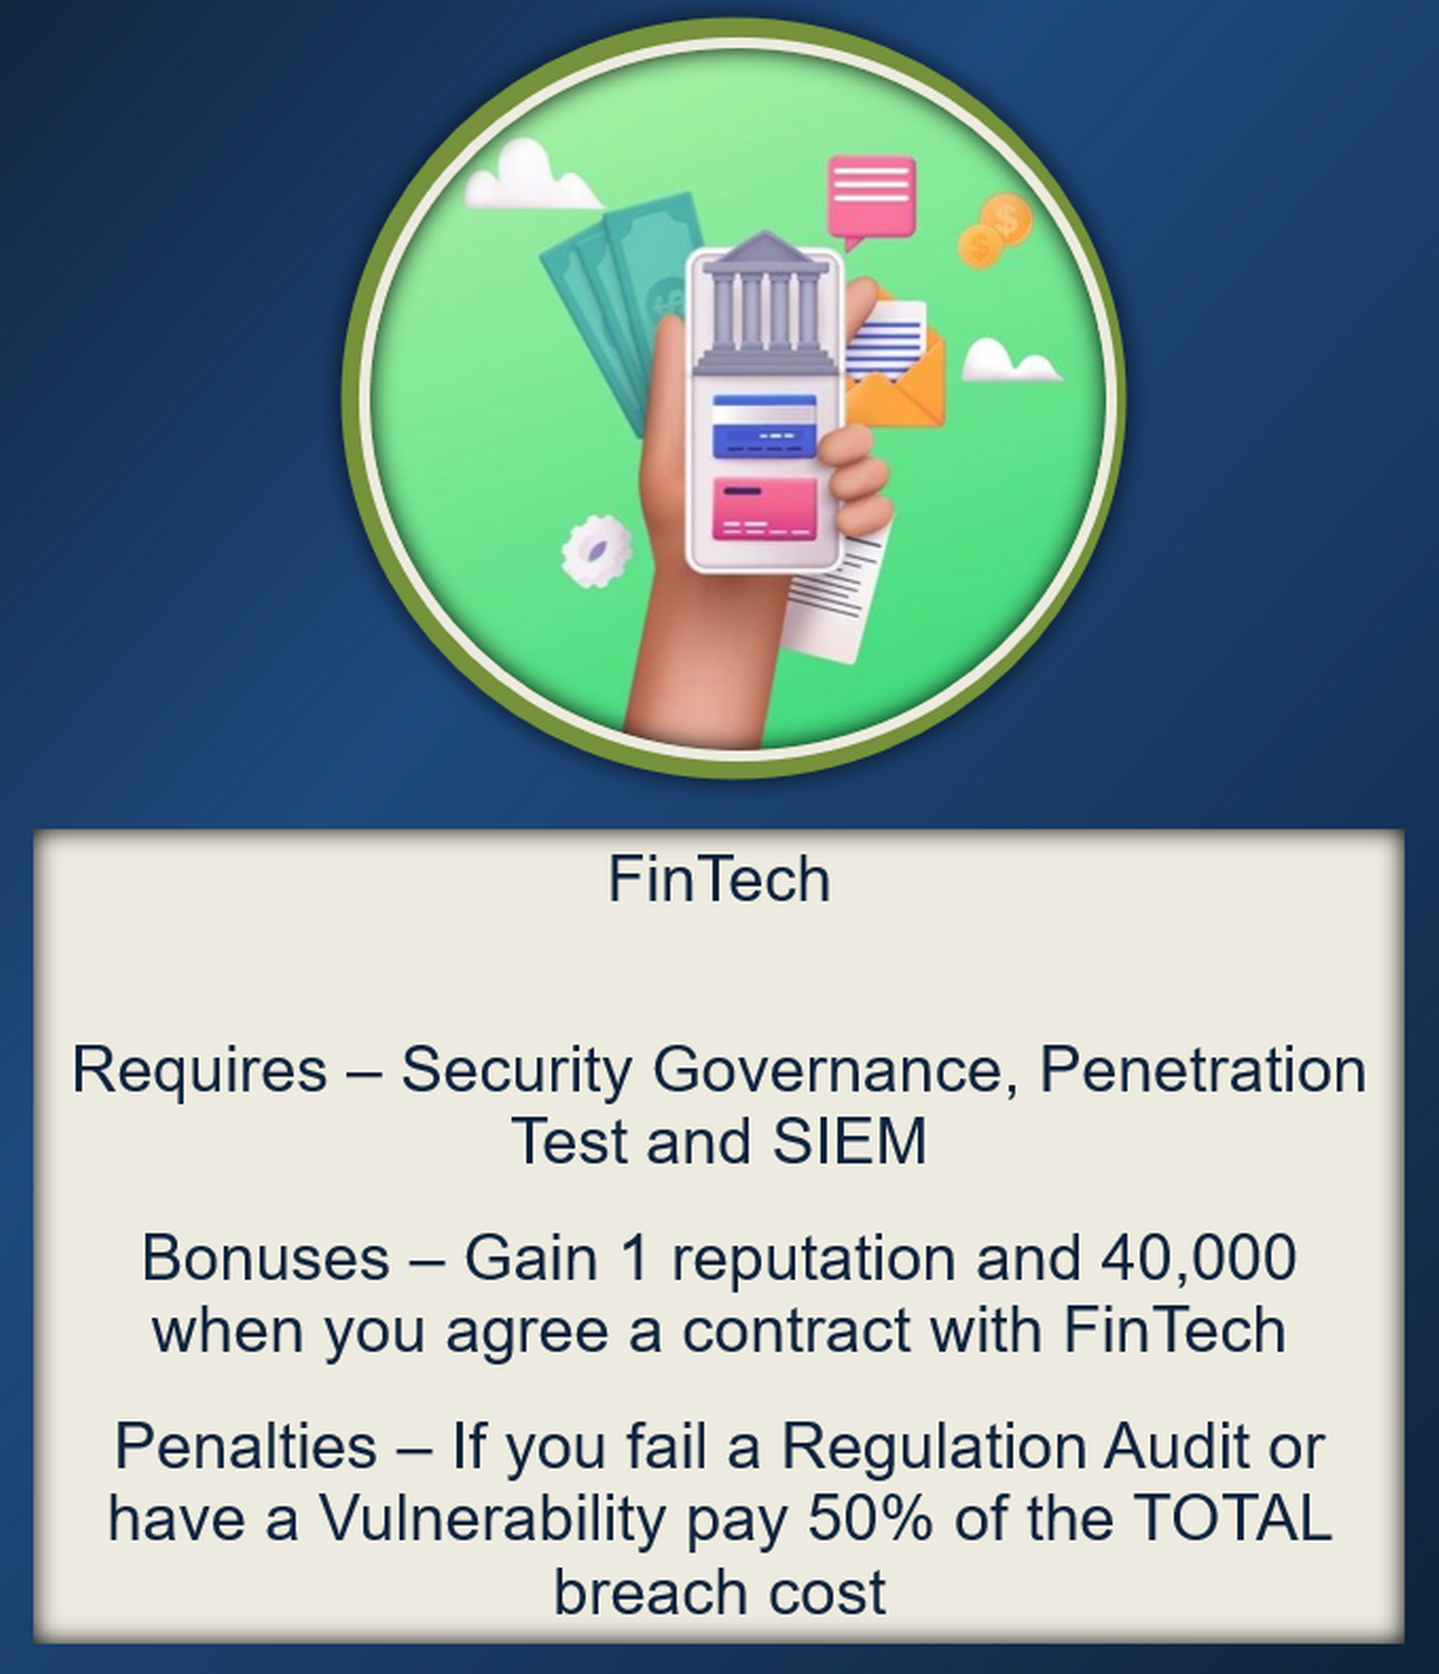 FinTech
Requires – Security Governance, Penetration
Test and SIEM
Bonuses – Gain 1 reputation and 40,000
when you agree a contract with FinTech
Penalties – If you fail a Regulation Audit or
have a Vulnerability pay 50% of the TOTAL
breach cost